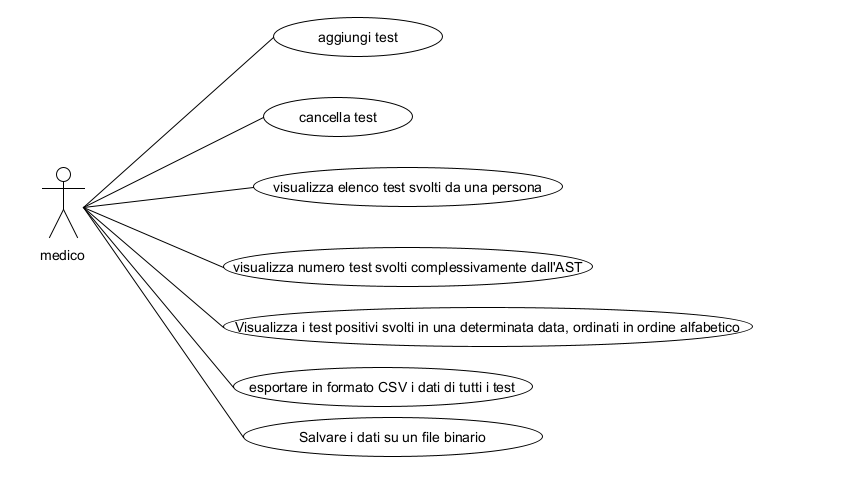 aggiungi test
cancella test
visualizza elenco test svolti da una persona
medico
visualizza numero test svolti complessivamente dall'AST
Visualizza i test positivi svolti in una determinata data, ordinati in ordine alfabetico
esportare in formato CSV i dati di tutti i test
Salvare i dati su un file binario